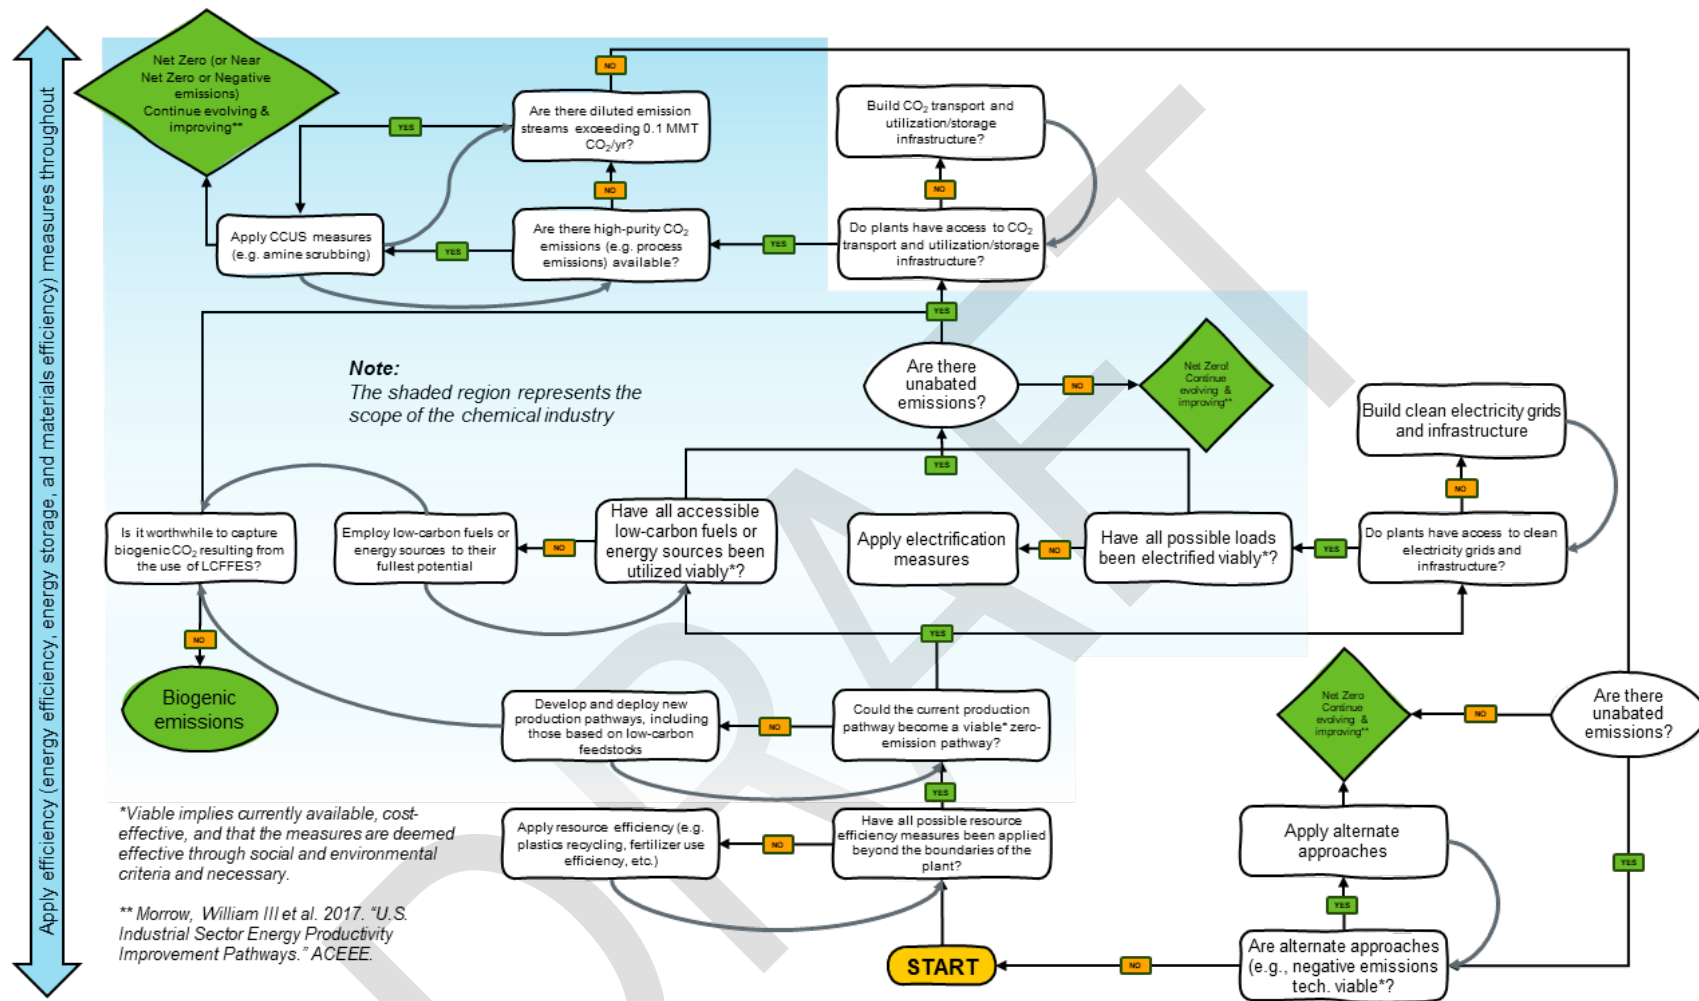 Apply efficiency (energy efficiency, energy storage, and materials efficiency) measures throughout
Net Zero (or Near
Net Zero or Negative
emissions)
Continue evolving &
improving**
NO
Are there diluted emission
streams exceeding 0.1 MMT
CO₂/yr?
YES
Build CO₂ transport and
utilization/storage
infrastructure?
NO
NO
Apply CCUS measures
(e.g. amine scrubbing)
YES
Are there high-purity CO₂
emissions (e.g. process
emissions) available?
YES
Do plants have access to CO₂
transport and utilization/storage
infrastructure?
YES
Note:
The shaded region represents the
scope of the chemical industry
Are there
unabated
emissions?
NO
Net Zero!
Continue
evolving &
improving**
Build clean electricity grids
and infrastructure
YES
NO
Is it worthwhile to capture
biogenic CO₂ resulting from
the use of LCFFES?
Employ low-carbon fuels or
energy sources to their
fullest potential
NO
Have all accessible
low-carbon fuels or
energy sources been
utilized viably*?
Apply electrification
measures
NO
Have all possible loads
been electrified viably*?
YES
Do plants have access to clean
electricity grids and
infrastructure?
NO
YES
Biogenic
emissions
Develop and deploy new
production pathways, including
those based on low-carbon
feedstocks
NO
Could the current production
pathway become a viable* zero-
emission pathway?
Net Zero
Continue
evolving &
improving**
NO
Are there
unabated
emissions?
YES
*Viable implies currently available, cost-
effective, and that the measures are deemed
effective through social and environmental
criteria and necessary.
Apply resource efficiency (e.g.
plastics recycling, fertilizer use
efficiency, etc.)
NO
Have all possible resource
efficiency measures been applied
beyond the boundaries of the
plant?
Apply alternate
approaches
YES
YES
** Morrow, William III et al. 2017. “U.S.
Industrial Sector Energy Productivity
Improvement Pathways.” ACEEE.
START
NO
Are alternate approaches
(e.g., negative emissions
tech. viable*?
DRAFT